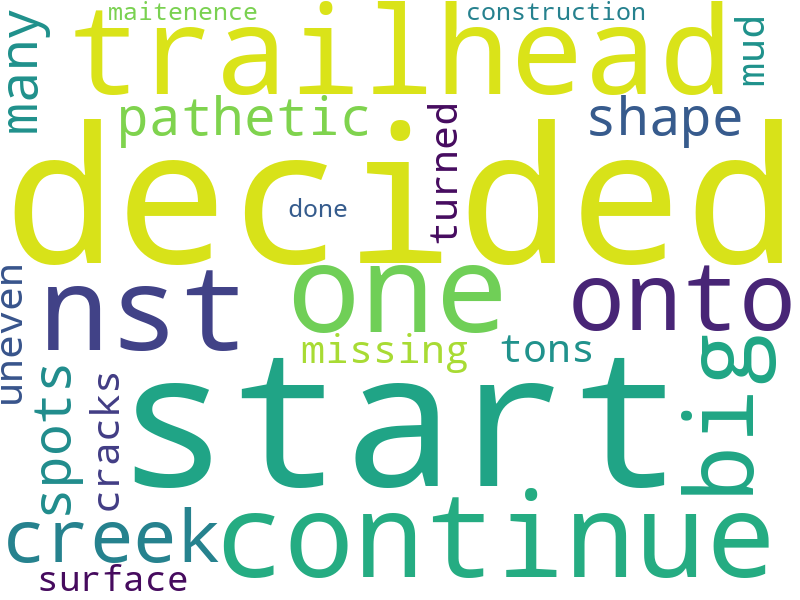 maitenence
construction
trailhead
many
mud
pathetic
shape
turned
decided
done
uneven
nst
one
onto
missing
tons
big
spots
cracks
start
creek
continue
surface